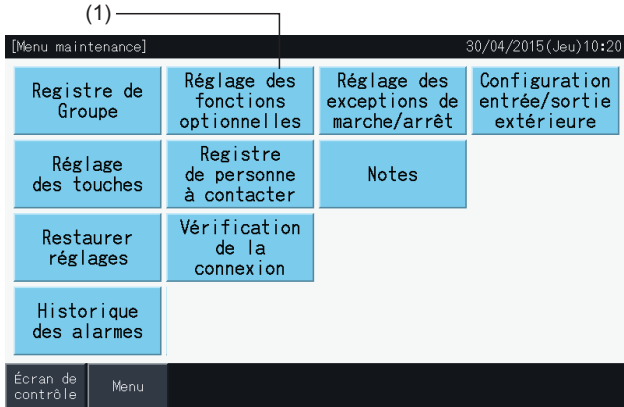 (1)
[Menu maintenance] 30/04/2015(Jeu)10:20
Registre de
Groupe
Réglage des
fonctions
optionnelles
Réglage des
exceptions de
marche/arrêt
Configuration
entrée/sortie
extérieure
Réglage
des touches
Registre
de personne
à contacter
Notes
Restaurer
réglages
Vérification
de la
connexion
Historique
des alarmes
Écran de
contrôle
Menu